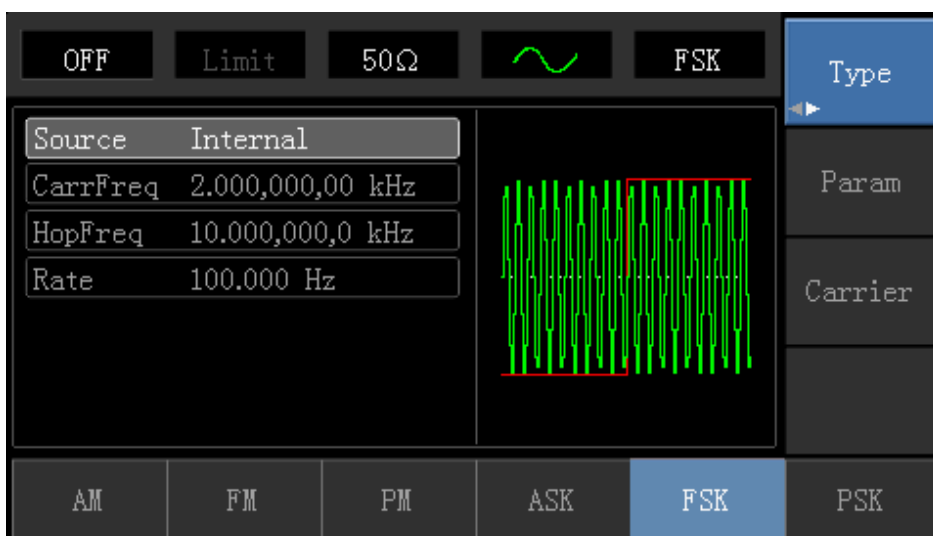 OFF Limit 50Ω FSK
Type
Source Internal
CarrFreq 2.000,000,00 kHz
HopFreq 10.000,000,0 kHz
Rate 100.000 Hz
Param
Carrier
AM FM PM ASK FSK PSK